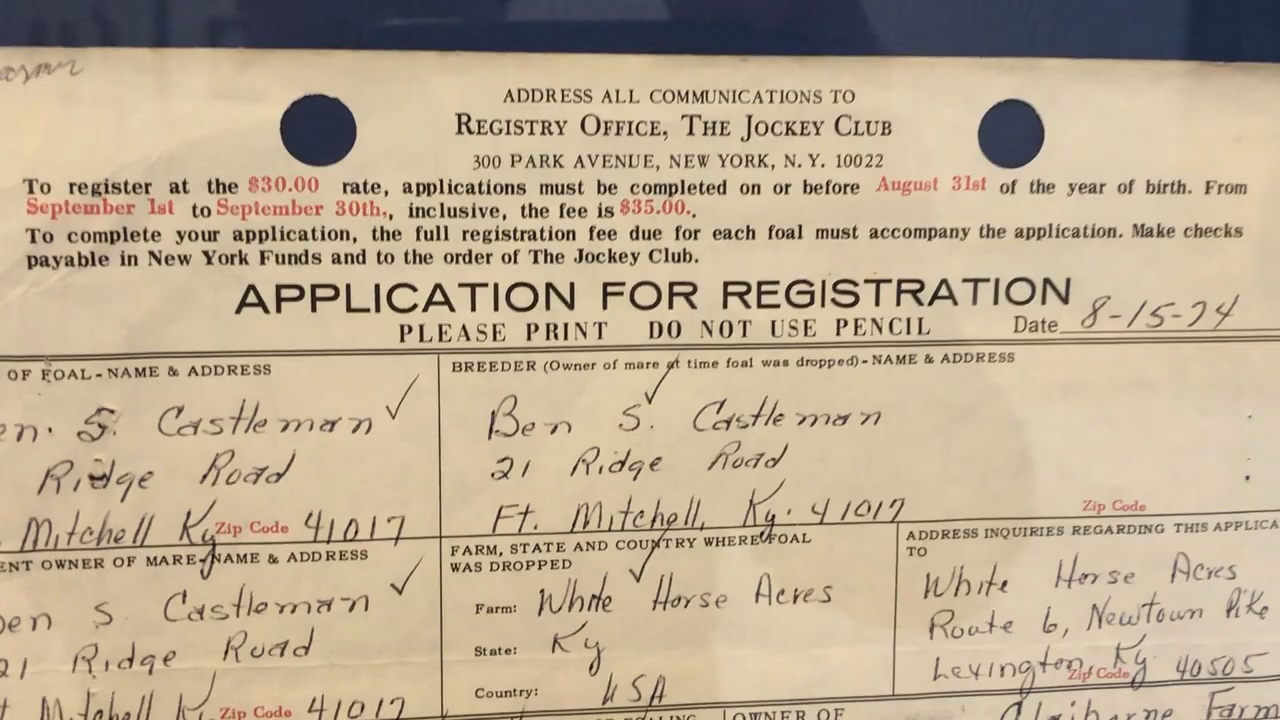 ADDRESS ALL COMMUNICATIONS TO
REGISTRY OFFICE, THE JOCKEY CLUB
300 PARK AVENUE, NEW YORK, N. Y. 10022
To register at the $30.00 rate, applications must be completed on or before August 31st of the year of birth. From
September 1st to September 30th,, inclusive, the fee is $35.00..
To complete your application, the full registration fee due for each foal must accompany the application. Make checks
payable in New York Funds and to the order of The Jockey Club.
APPLICATION FOR REGISTRATION
PLEASE PRINT DO NOT USE PENCIL
Date 8-15-74
OF FOAL-NAME & ADDRESS
en. S. Castleman
Ridge Road
Mitchell Ky Zip Code 41017
BREEDER (Owner of mare at time foal was dropped)-NAME & ADDRESS
Ben S. Castleman
21 Ridge Road
Ft. Mitchell, Ky. 41017
Zip Code
ENT OWNER OF MARE-NAME & ADDRESS
en S. Castleman
21 Ridge Road
t. Mitchell K Zip Code 41017
FARM, STATE AND COUNTRY WHERE FOAL
WAS DROPPED
Farm: White Horse Acres
State: Ky
Country: USA
ADDRESS INQUIRIES REGARDING THIS APPLICA
TO
White Horse Acres
Route 6, Newtown Pike
Lexington, Ky Zip Code 40505
OWNER OF
Claiborne Farm